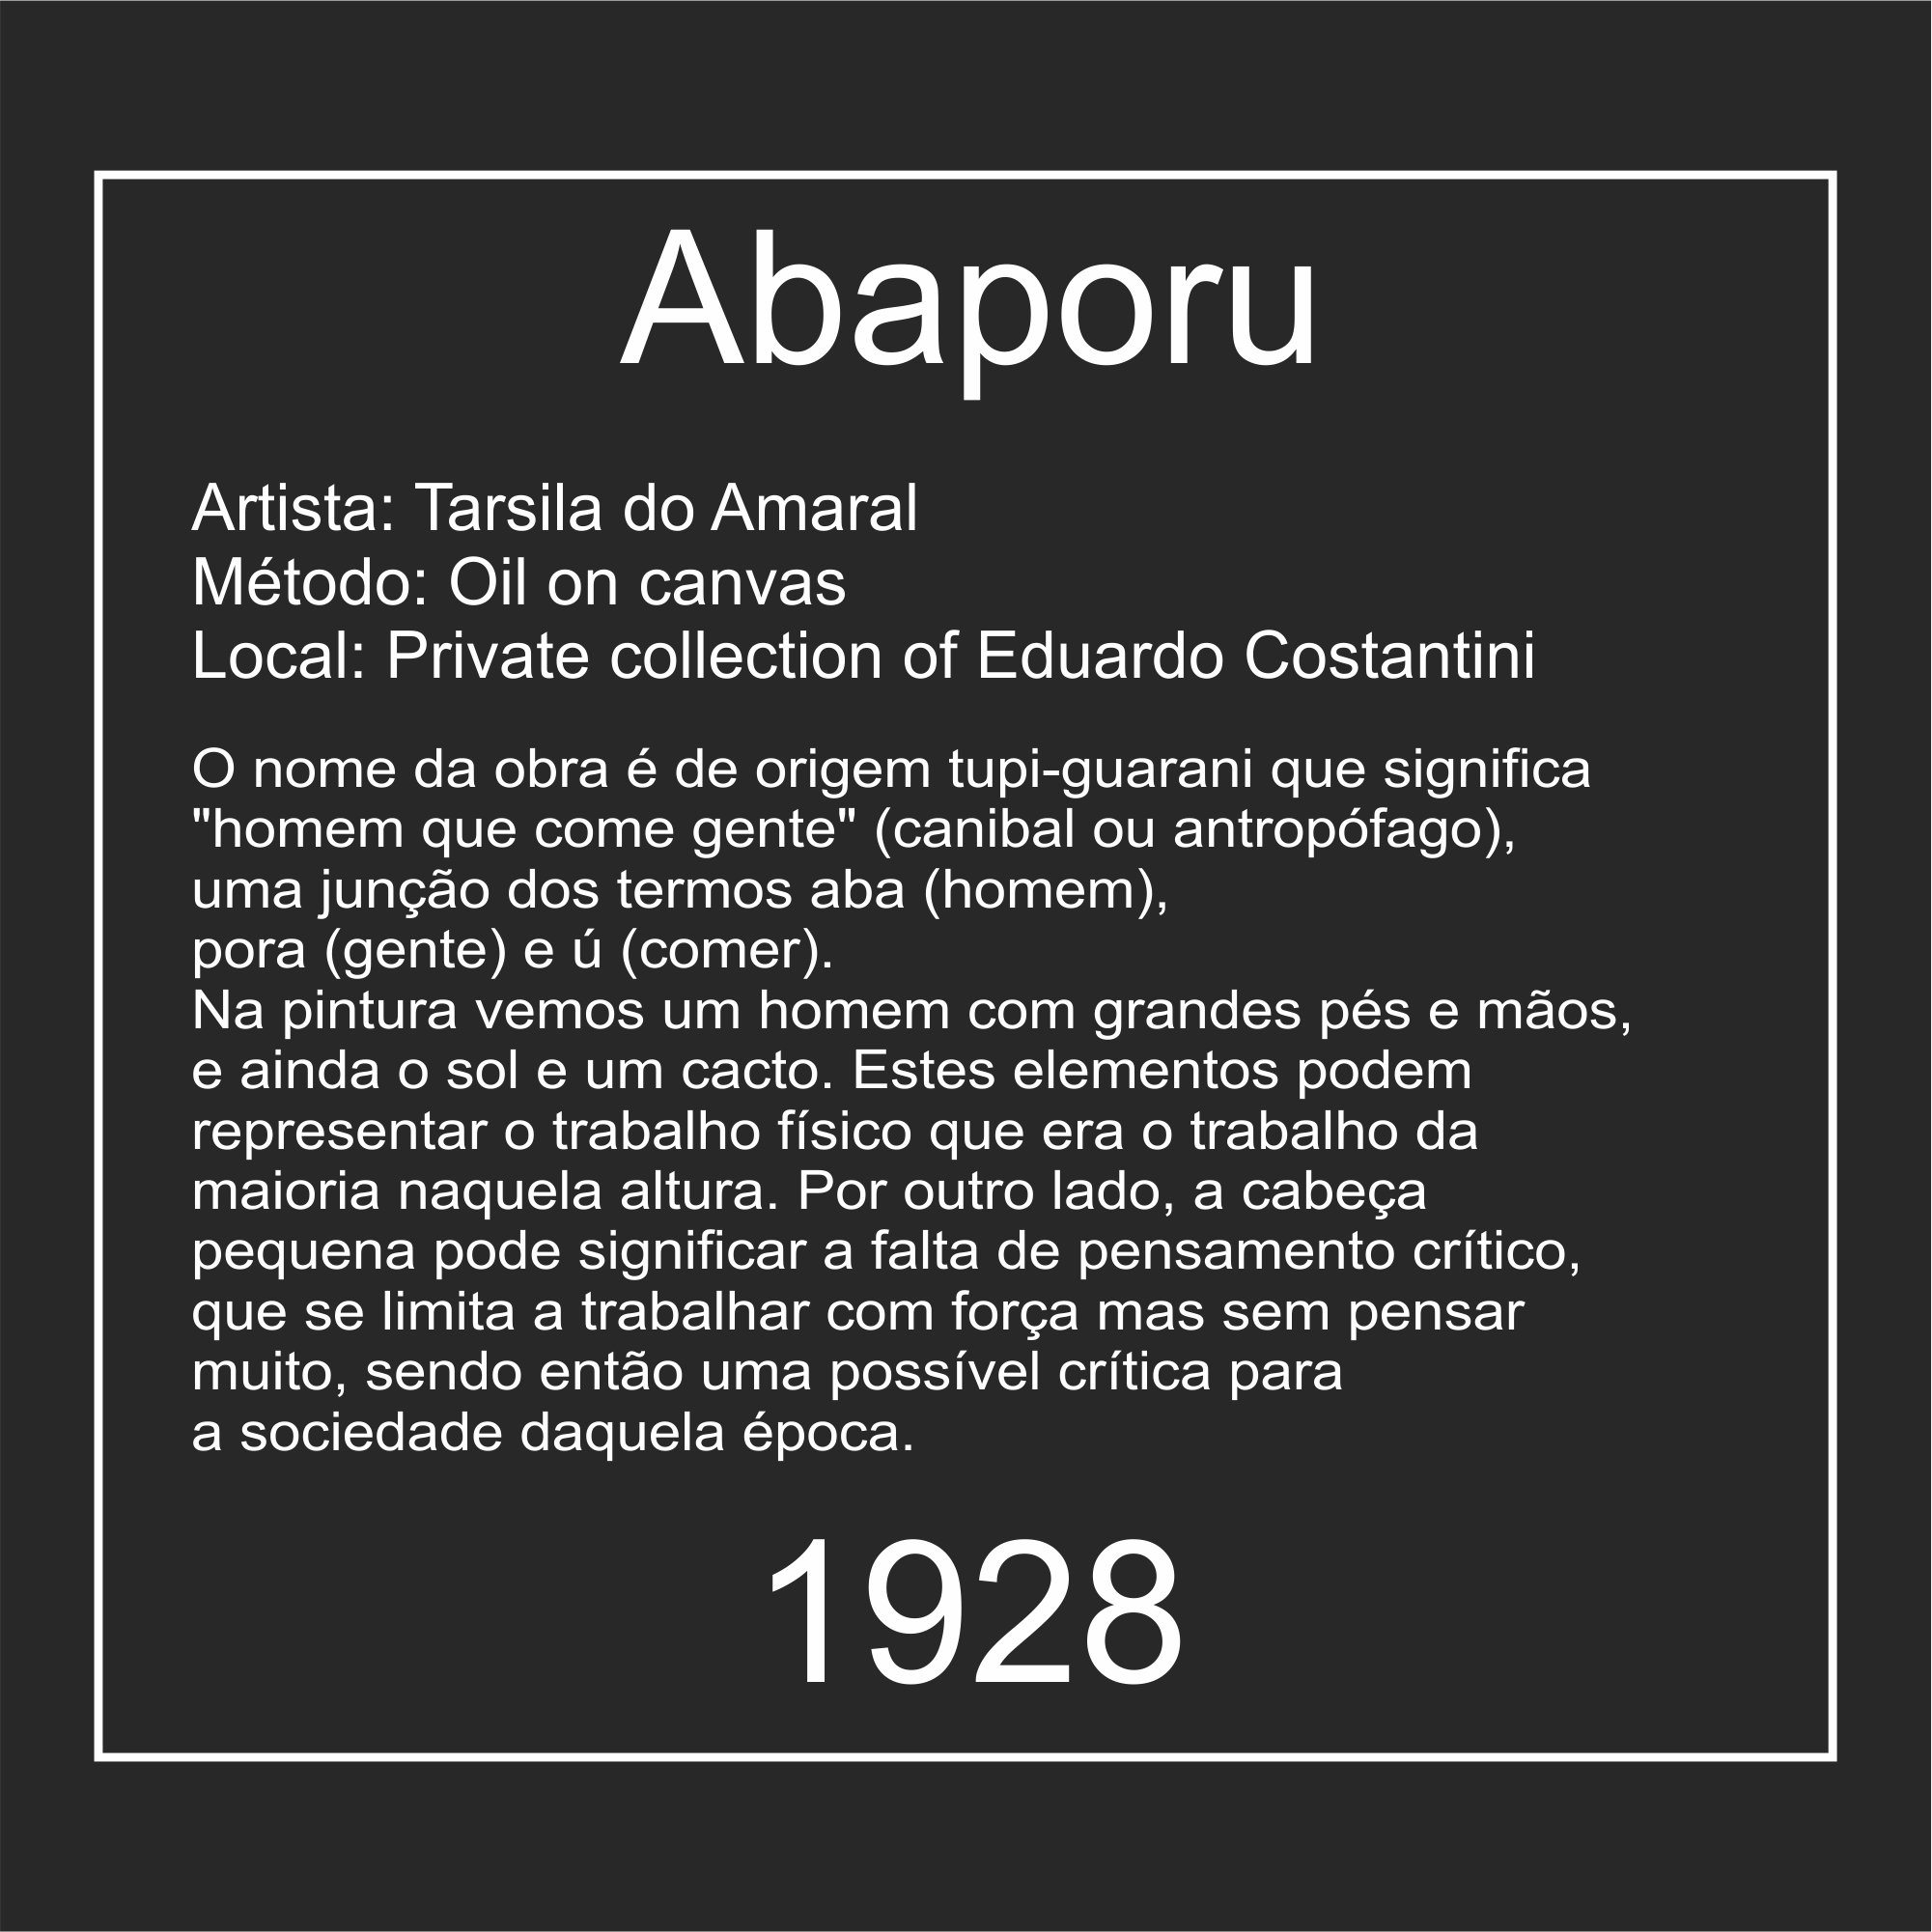 Abaporu
Artista: Tarsila do Amaral
Método: Oil on canvas
Local: Private collection of Eduardo Costantini
O nome da obra é de origem tupi-guarani que significa
"homem que come gente" (canibal ou antropófago),
uma junção dos termos aba (homem),
pora (gente) e ú (comer).
Na pintura vemos um homem com grandes pés e mãos,
e ainda o sol e um cacto. Estes elementos podem
representar o trabalho físico que era o trabalho da
maioria naquela altura. Por outro lado, a cabeça
pequena pode significar a falta de pensamento crítico,
que se limita a trabalhar com força mas sem pensar
muito, sendo então uma possível crítica para
a sociedade daquela época.
1928